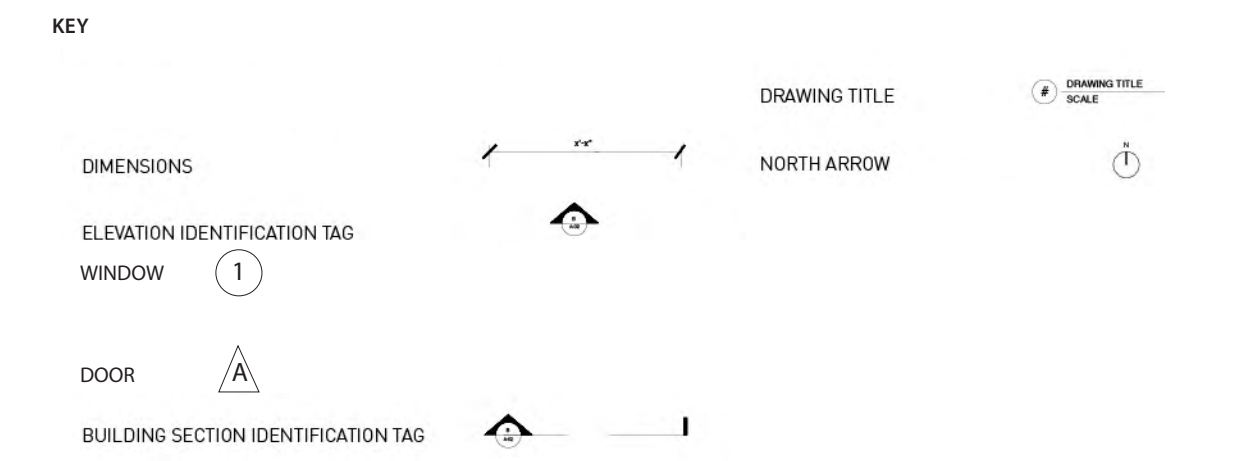 KEY
DRAWING TITLE
# DRAWING TITLE
SCALE
DIMENSIONS
x'-x"
NORTH ARROW
N
ELEVATION IDENTIFICATION TAG
WINDOW 1
DOOR A
BUILDING SECTION IDENTIFICATION TAG